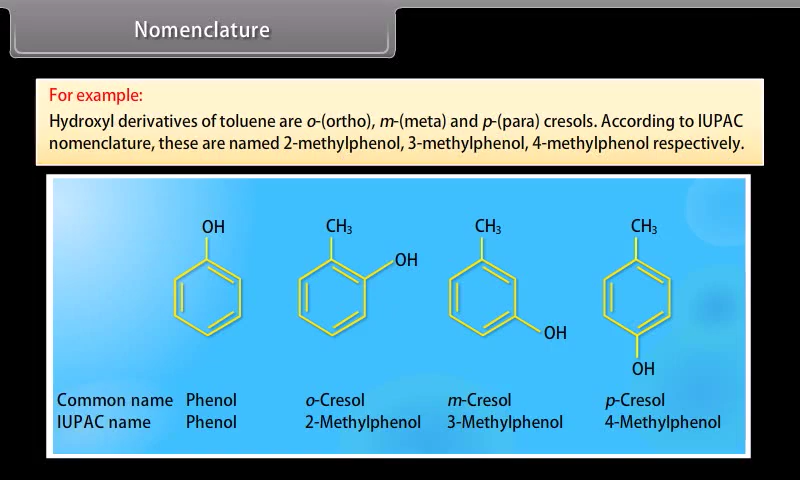 Nomenclature
For example:
Hydroxyl derivatives of toluene are o-(ortho), m-(meta) and p-(para) cresols. According to IUPAC
nomenclature, these are named 2-methylphenol, 3-methylphenol, 4-methylphenol respectively.
OH CH₃ CH₃ CH₃
OH
OH
OH
Common name Phenol o-Cresol m-Cresol p-Cresol
IUPAC name Phenol 2-Methylphenol 3-Methylphenol 4-Methylphenol